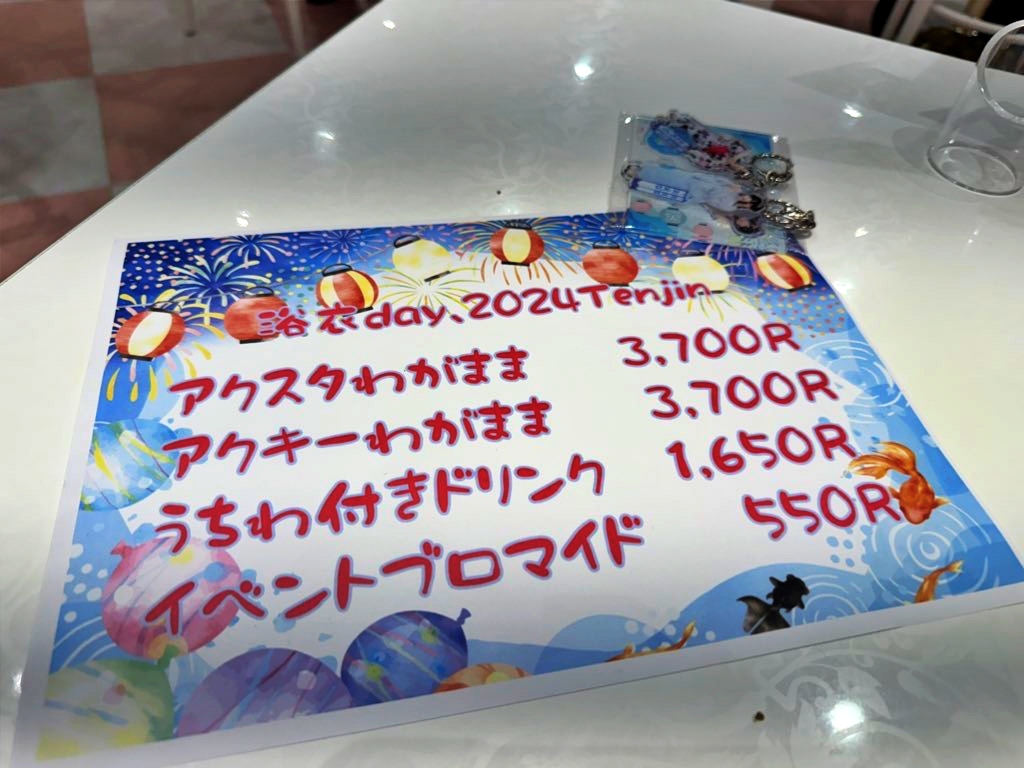 浴衣day、2024Tenjin
アクスタわがまま 3,700R
アクキーわがまま 3,700R
うちわ付きドリンク 1,650R
イベントブロマイド 550R